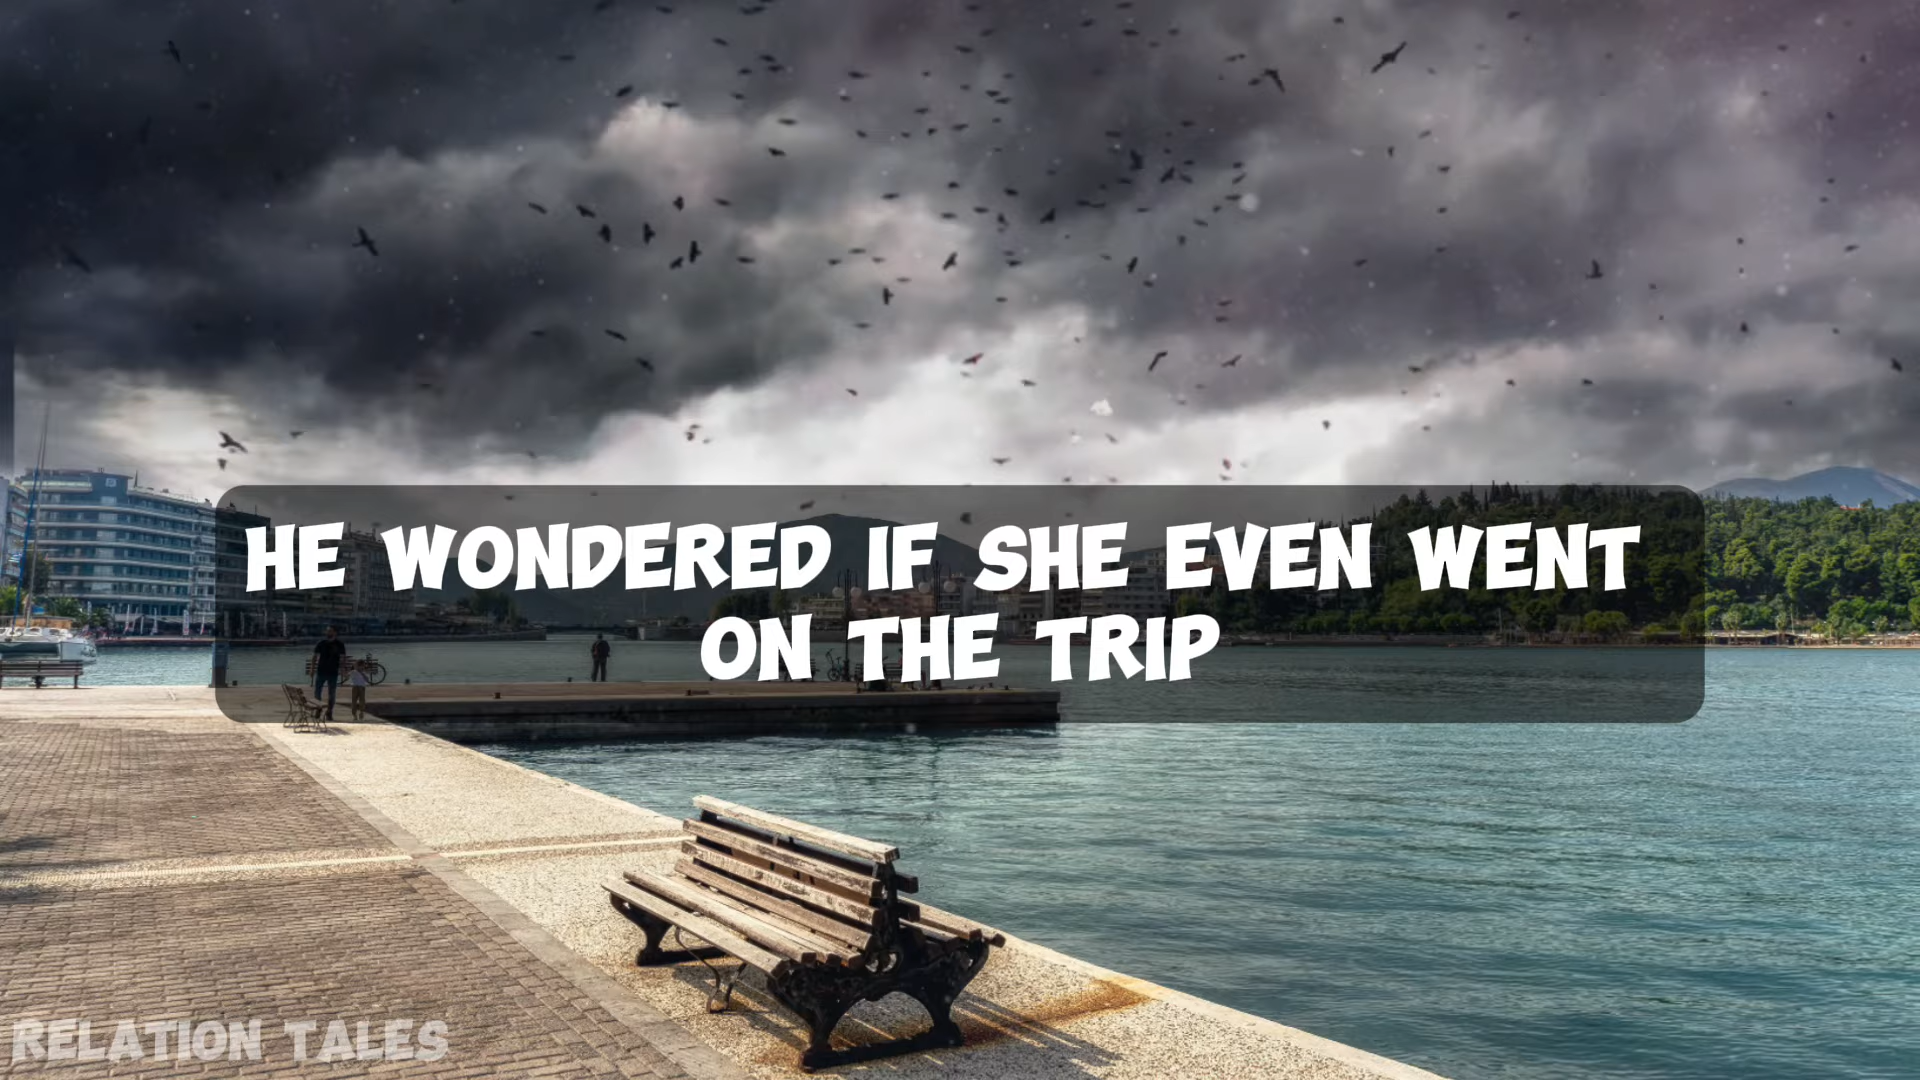 HE WONDERED IF SHE EVEN WENT
ON THE TRIP
RELATION TALES